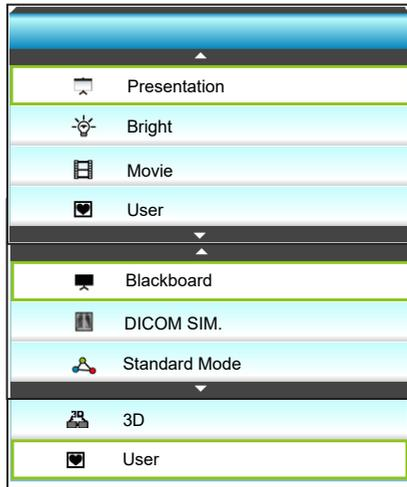 Presentation
Bright
Movie
User
Blackboard
DICOM SIM.
Standard Mode
3D
User